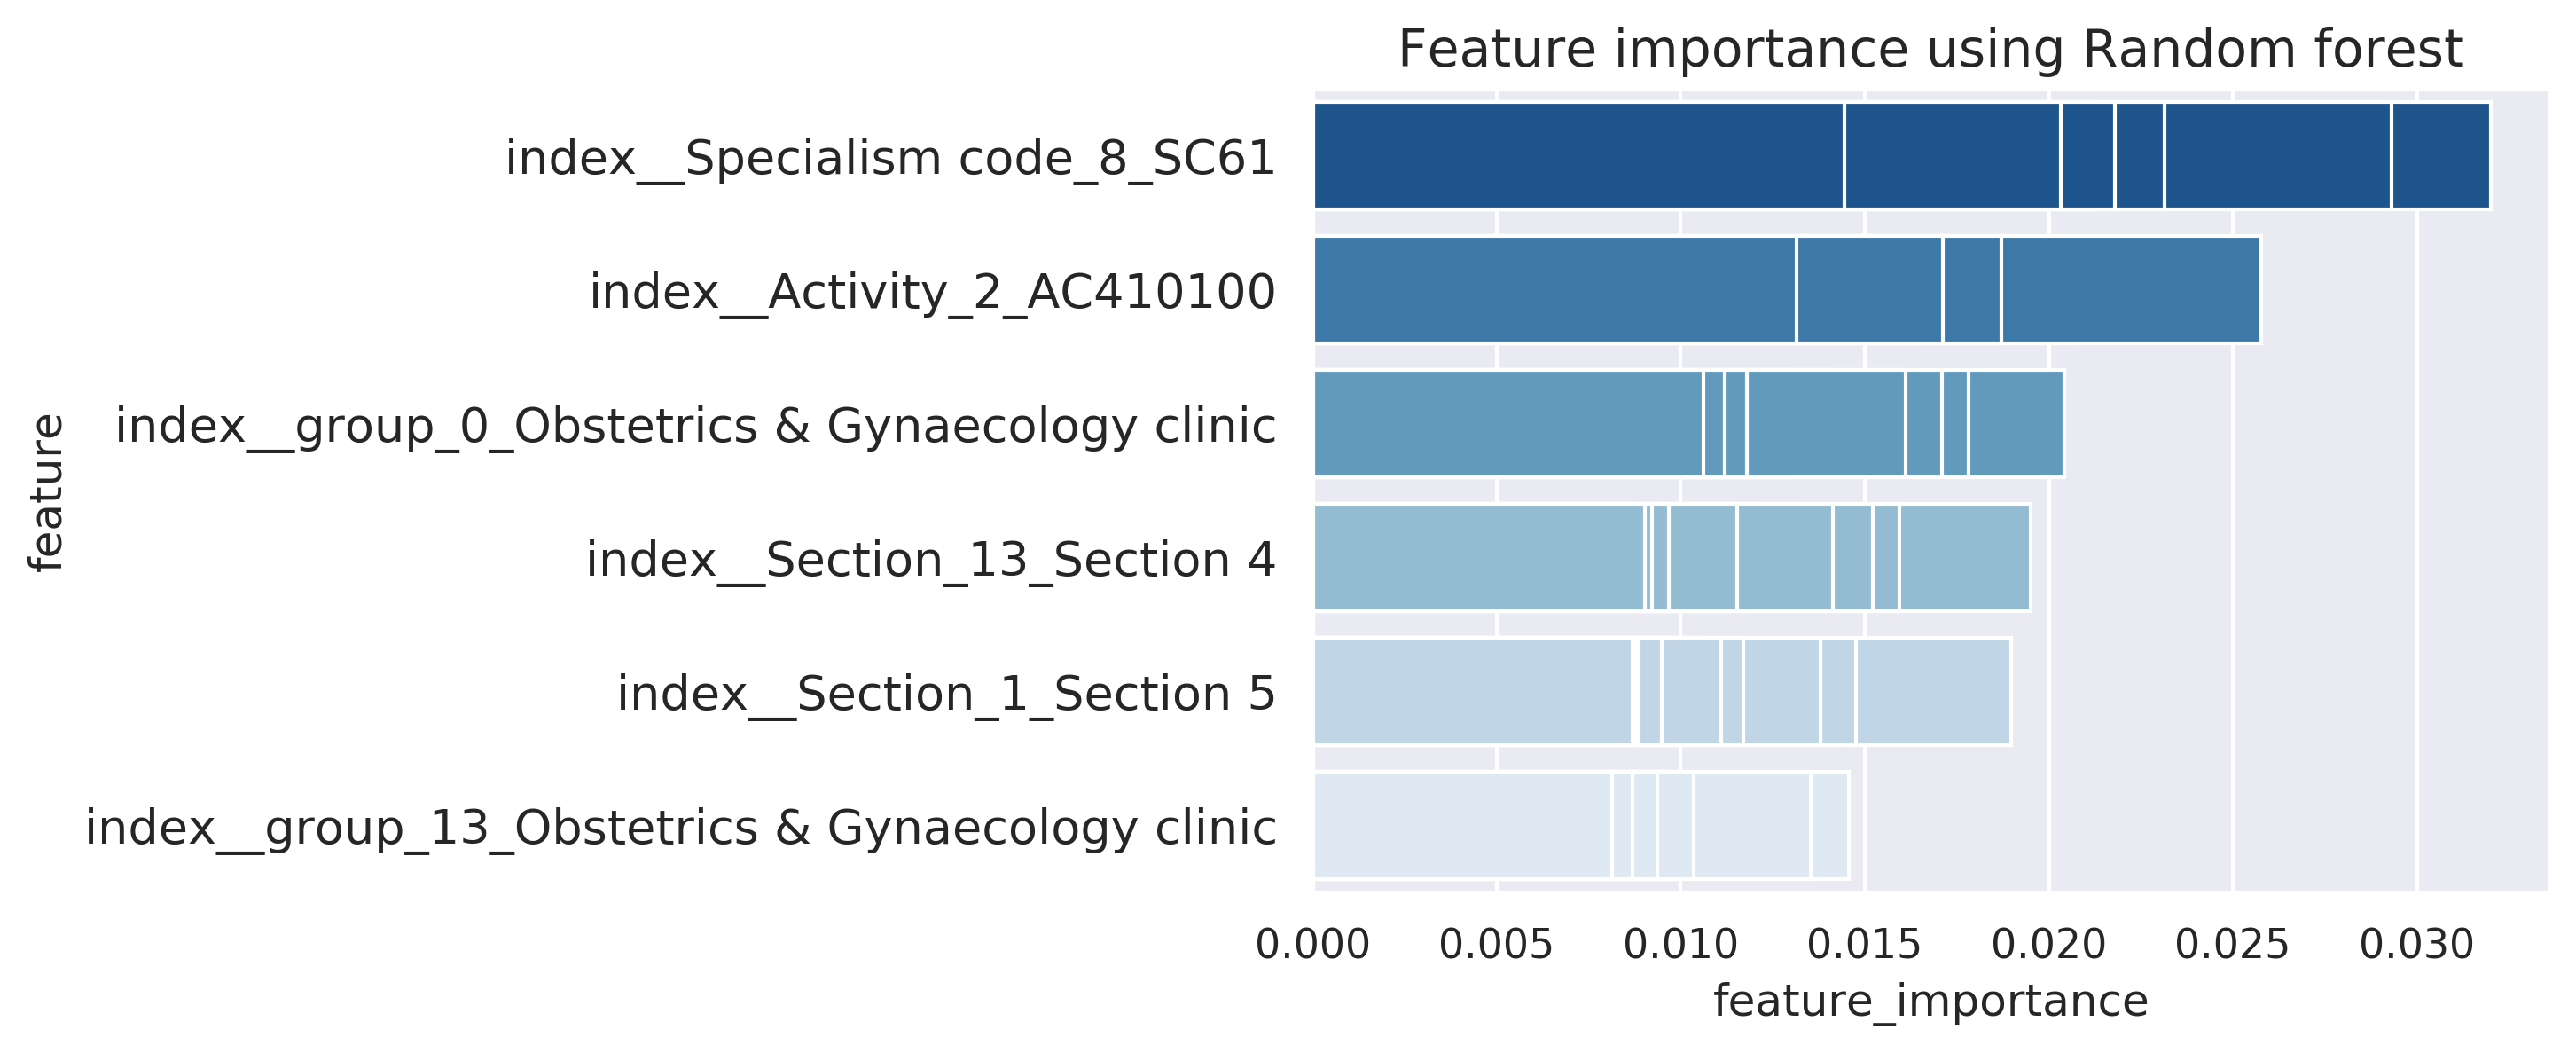 Feature importance using Random forest
index__Specialism code_8_SC61
index__Activity_2_AC410100
index__group_0_Obstetrics & Gynaecology clinic
index__Section_13_Section 4
index__Section_1_Section 5
index__group_13_Obstetrics & Gynaecology clinic
feature
0.000 0.005 0.010 0.015 0.020 0.025 0.030
feature_importance